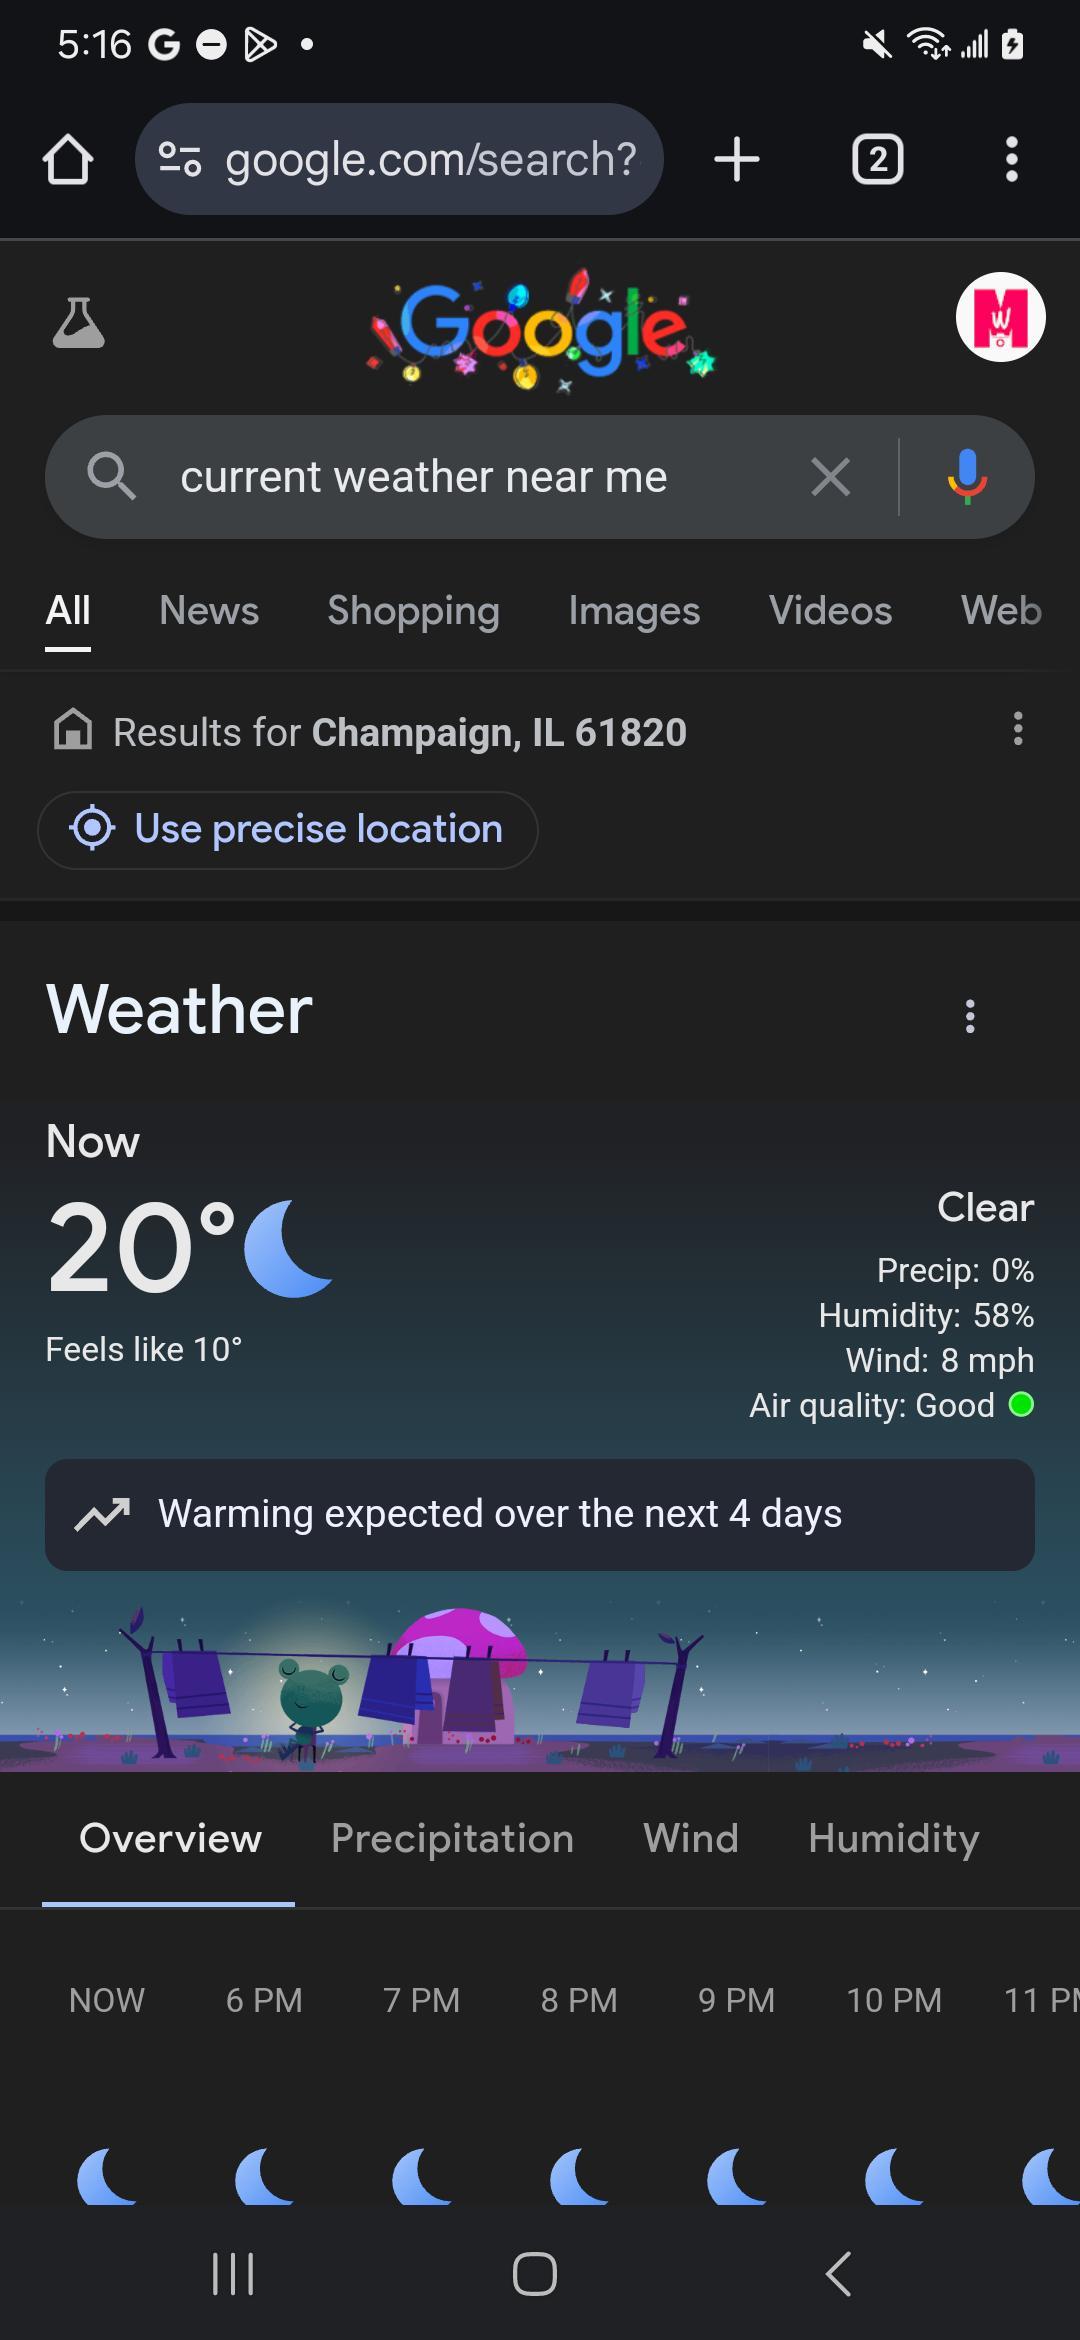 5:16
google.com/search?
2
Google
current weather near me
All News Shopping Images Videos Web
Results for Champaign, IL 61820
Use precise location
Weather
Now
20°
Feels like 10°
Clear
Precip: 0%
Humidity: 58%
Wind: 8 mph
Air quality: Good
Warming expected over the next 4 days
Overview Precipitation Wind Humidity
NOW 6 PM 7 PM 8 PM 9 PM 10 PM 11 PM